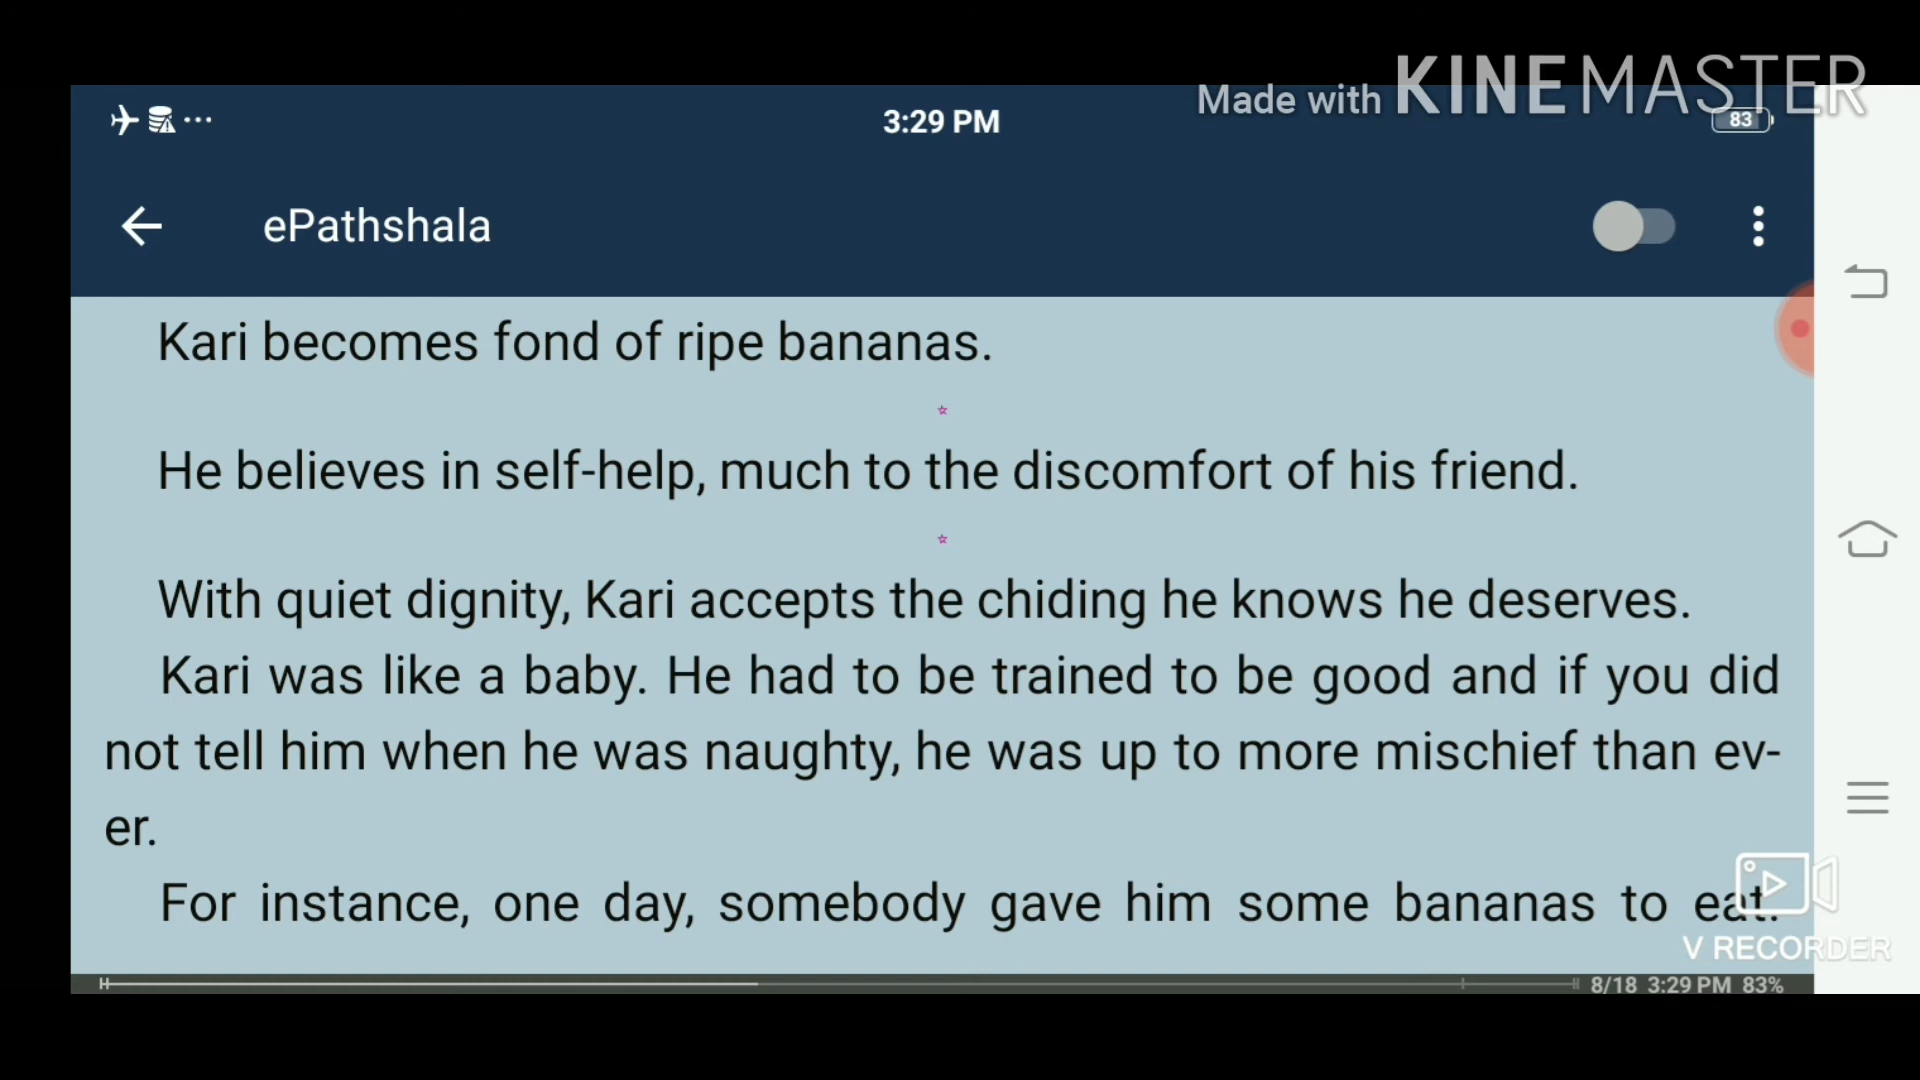 Made with KINEMASTER
3:29 PM
83
ePathshala
Kari becomes fond of ripe bananas.
He believes in self-help, much to the discomfort of his friend.
With quiet dignity, Kari accepts the chiding he knows he deserves.
Kari was like a baby. He had to be trained to be good and if you did
not tell him when he was naughty, he was up to more mischief than ev-
er.
For instance, one day, somebody gave him some bananas to eat.
V RECORDER
8/18 3:29 PM 83%